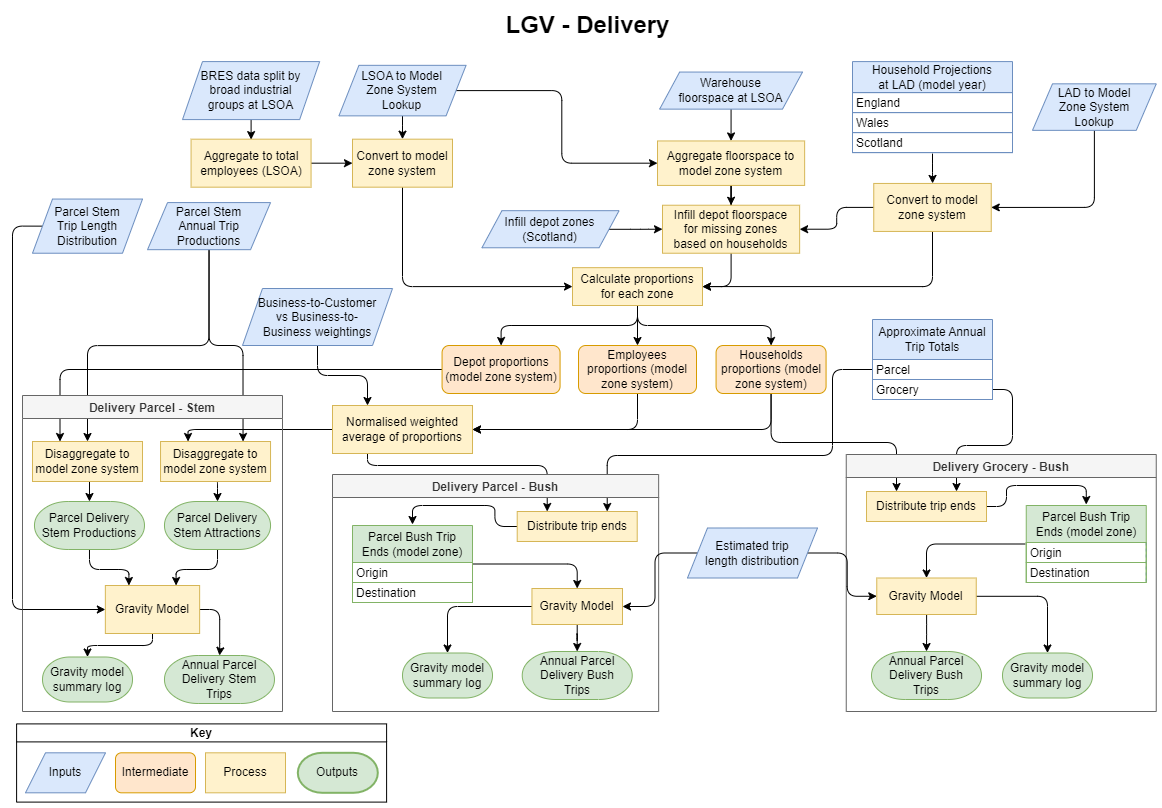 LGV - Delivery
BRES data split by
broad industrial
groups at LSOA
LSOA to Model
Zone System
Lookup
Warehouse
floorspace at LSOA
Household Projections
at LAD (model year)
England
Wales
Scotland
LAD to Model
Zone System
Lookup
Aggregate to total
employees (LSOA)
Convert to model
zone system
Aggregate floorspace to
model zone system
Convert to model
zone system
Parcel Stem
Trip Length
Distribution
Parcel Stem
Annual Trip
Productions
Infill depot zones
(Scotland)
Infill depot floorspace
for missing zones
based on households
Calculate proportions
for each zone
Business-to-Customer
vs Business-to-
Business weightings
Depot proportions
(model zone system)
Employees
proportions (model
zone system)
Households
proportions (model
zone system)
Approximate Annual
Trip Totals
Parcel
Grocery
Normalised weighted
average of proportions
Delivery Parcel - Stem
Disaggregate to
model zone system
Disaggregate to
model zone system
Parcel Delivery
Stem Productions
Parcel Delivery
Stem Attractions
Gravity Model
Gravity model
summary log
Annual Parcel
Delivery Stem
Trips
Delivery Parcel - Bush
Distribute trip ends
Parcel Bush Trip
Ends (model zone)
Origin
Destination
Gravity Model
Gravity model
summary log
Annual Parcel
Delivery Bush
Trips
Estimated trip
length distribution
Delivery Grocery - Bush
Distribute trip ends
Parcel Bush Trip
Ends (model zone)
Origin
Destination
Gravity Model
Annual Parcel
Delivery Bush
Trips
Gravity model
summary log
Key
Inputs
Intermediate
Process
Outputs